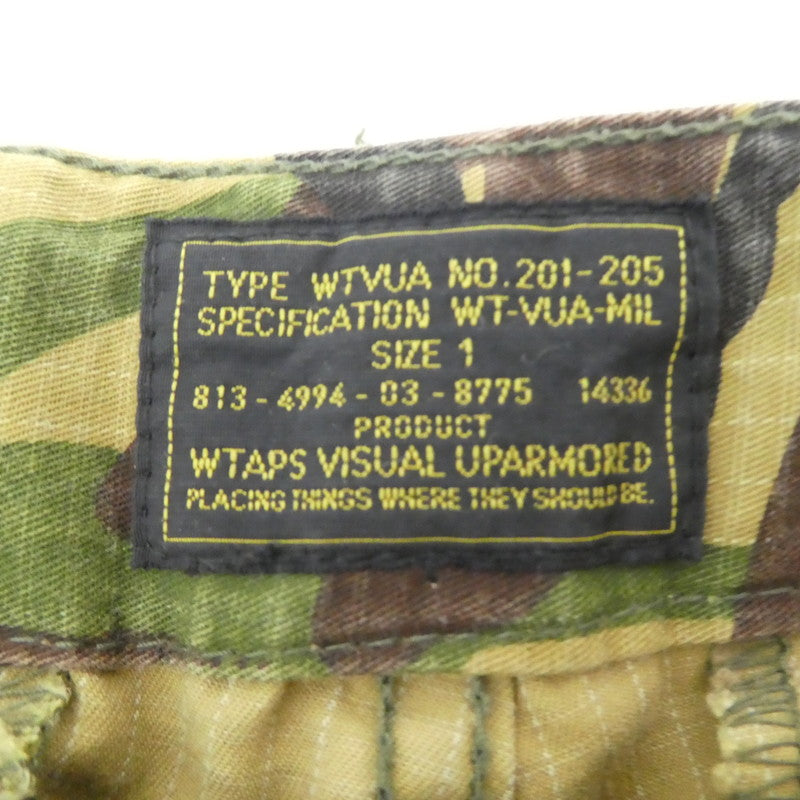 TYPE WTVUA NO.201-205
SPECIFICATION WT-VUA-MIL
SIZE 1
813-4994-03-8775 14336
PRODUCT
WTAPS VISUAL UPARMORED
PLACING THINGS WHERE THEY SHOULD BE.